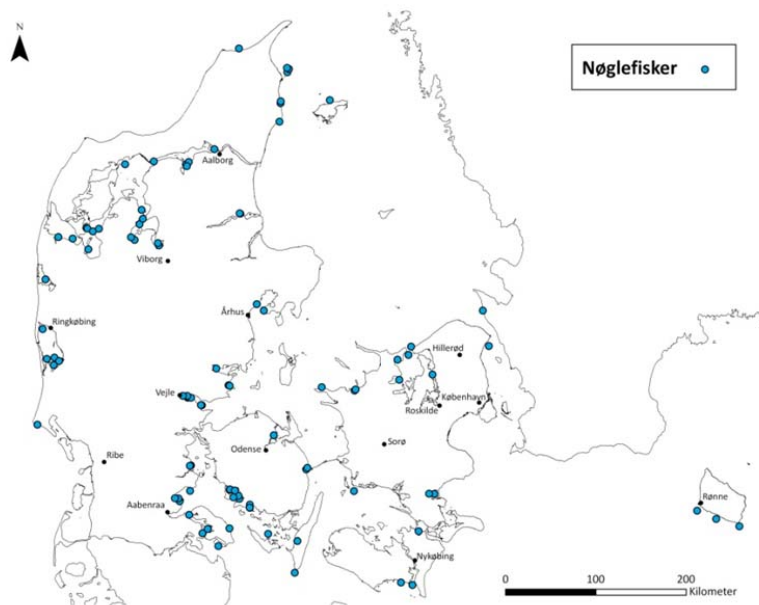 N
Nøglefisker
Aalborg
Viborg
Ringkøbing
Århus
Hillerød
Vejle
København
Roskilde
Odense
Sorø
Ribe
Aabenraa
Rønne
Nykøbing
0 100 200
Kilometer